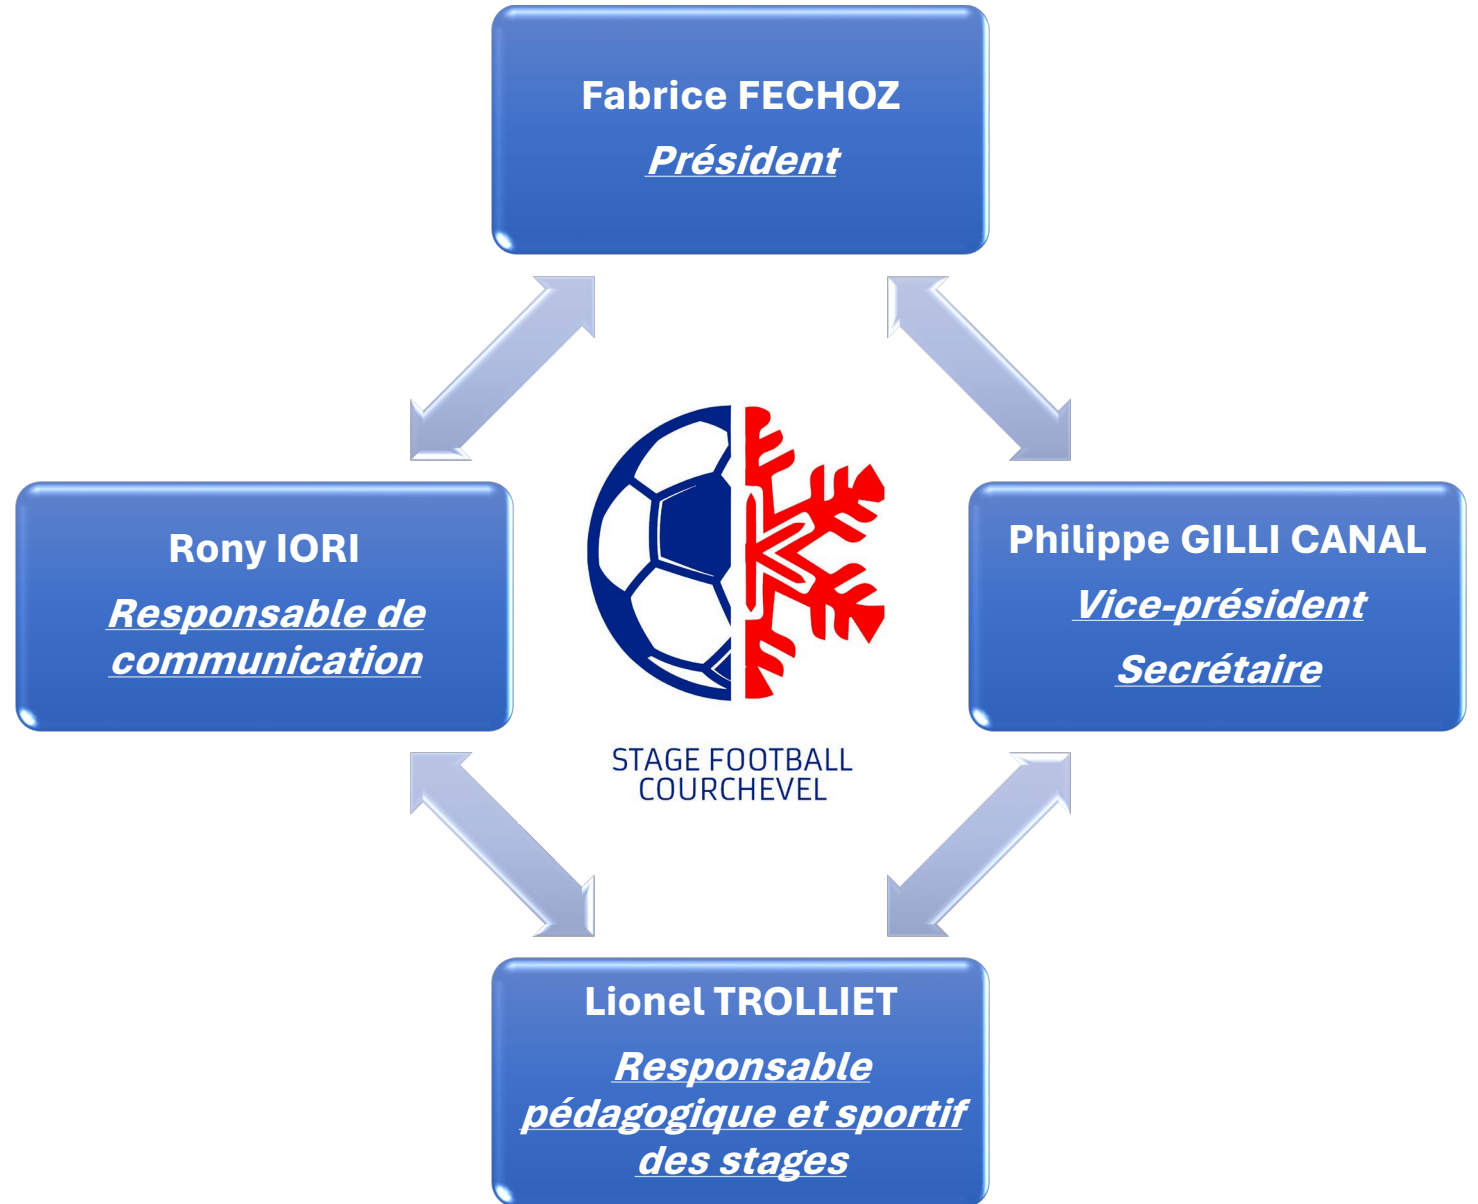 Fabrice FECHOZ
Président
Rony IORI
Responsable de
communication
Philippe GILLI CANAL
Vice-président
Secrétaire
STAGE FOOTBALL
COURCHEVEL
Lionel TROLLIET
Responsable
pédagogique et sportif
des stages